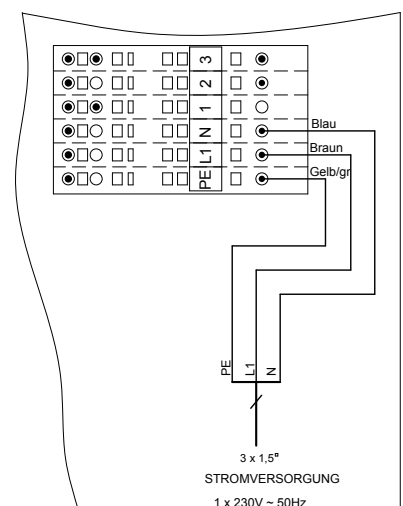 3
2
1
N
L1
PE
Blau
Braun
Gelb/gr
PE
L1
N
3 x 1,5¤
STROMVERSORGUNG
1 x 230V ~ 50Hz